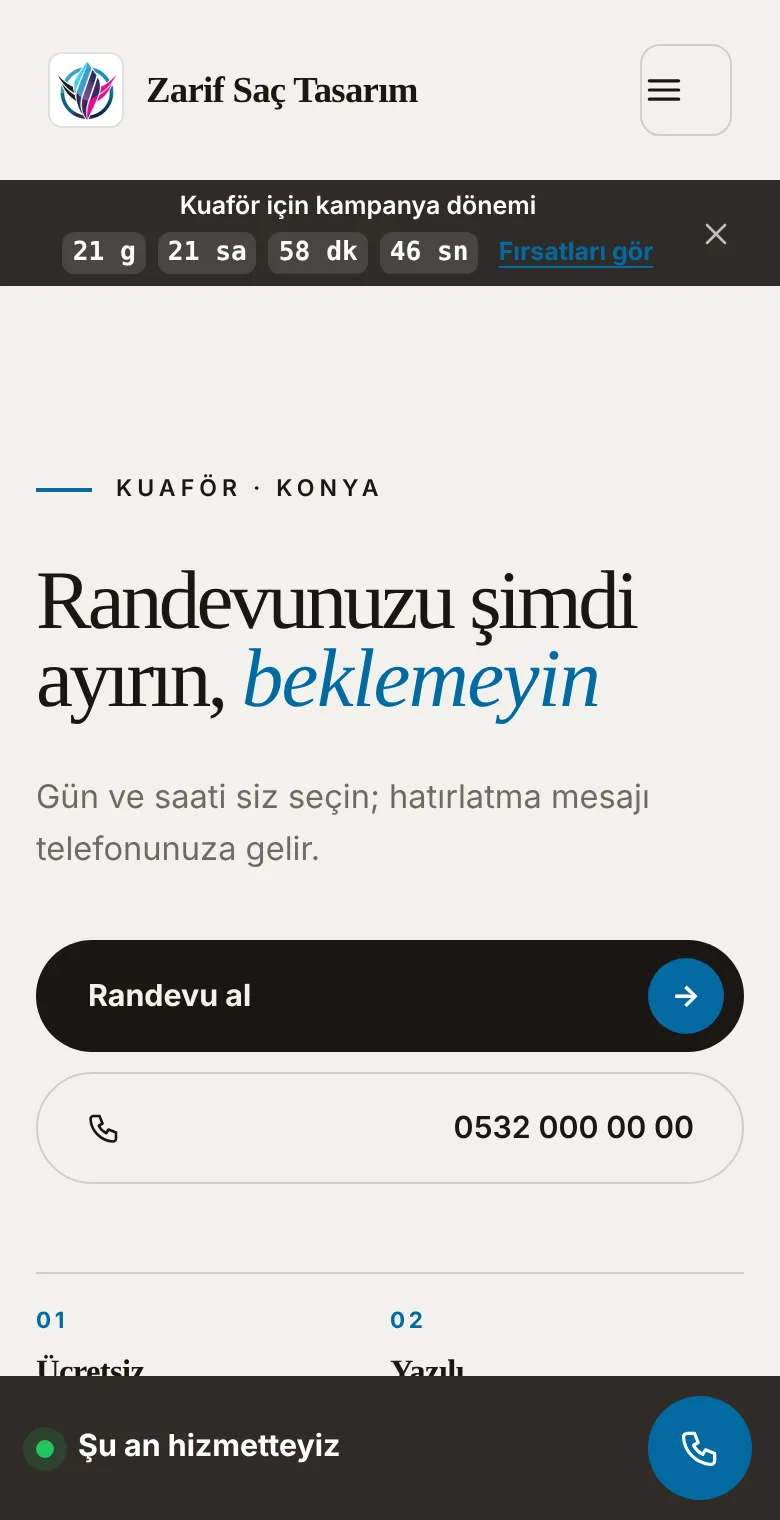 Zarif Saç Tasarım
Kuaför için kampanya dönemi
21 g 21 sa 58 dk 46 sn Fırsatları gör
KUAFÖR · KONYA
Randevunuzu şimdi
ayırın, beklemeyin
Gün ve saati siz seçin; hatırlatma mesajı
telefonunuza gelir.
Randevu al
0532 000 00 00
01 02
Ücretsiz Yazılı
Şu an hizmetteyiz